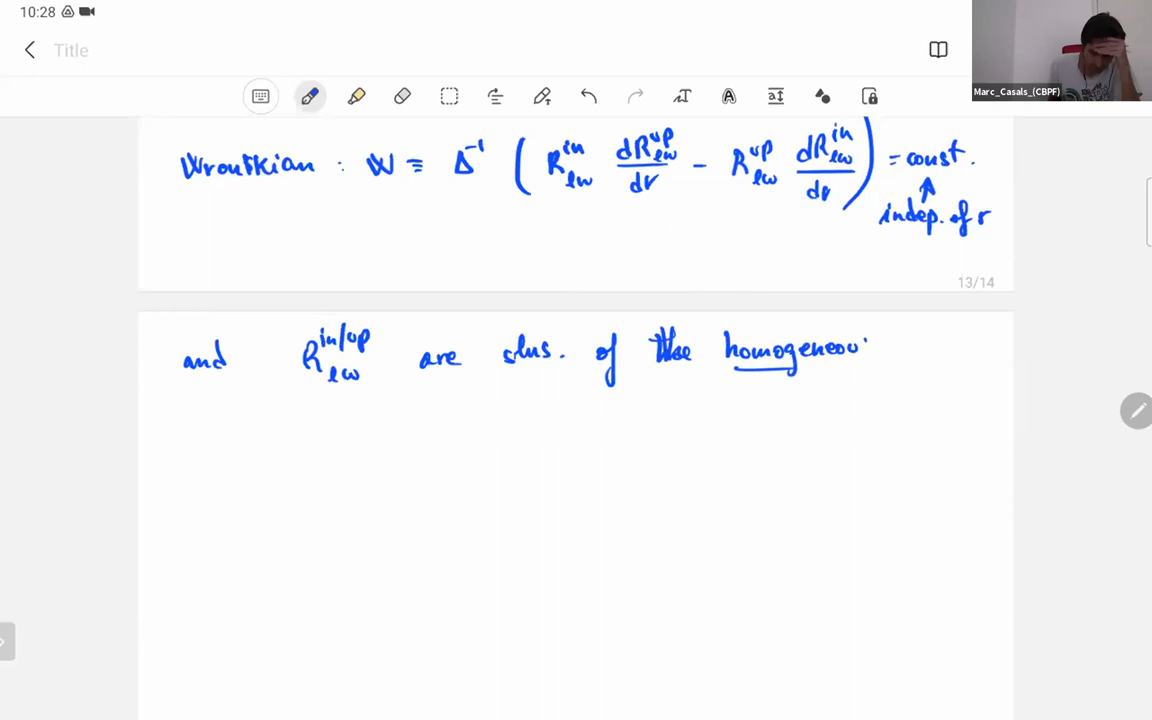 10:28
Title
Marc_Casals_(CBPF)
Wronskian : W ≡ Δ⁻¹ ( R^{in}_{lω} dR^{up}_{lω}/dr − R^{up}_{lω} dR^{in}_{lω}/dr ) = const.
↑
indep. of r
13/14
and R^{in/up}_{lω} are slns. of the homogeneou